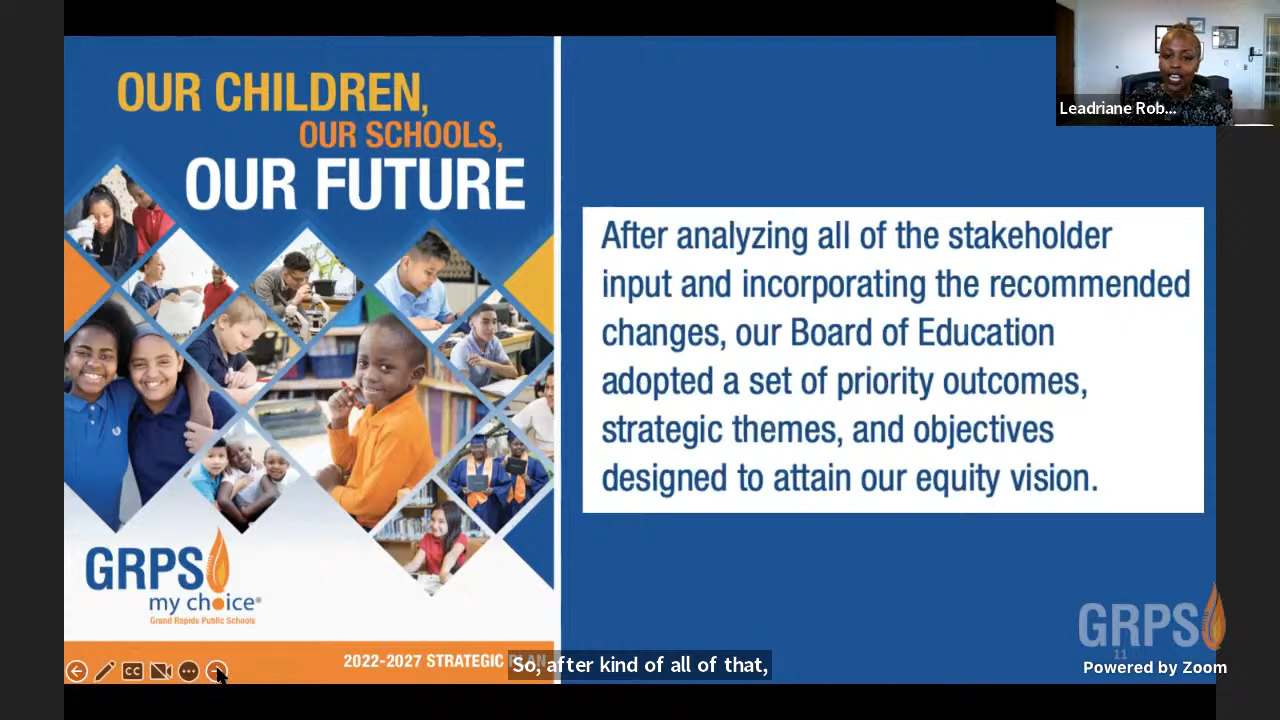 OUR CHILDREN,
OUR SCHOOLS,
OUR FUTURE
After analyzing all of the stakeholder
input and incorporating the recommended
changes, our Board of Education
adopted a set of priority outcomes,
strategic themes, and objectives
designed to attain our equity vision.
Leadriane Rob...
GRPS
my choice®
Grand Rapids Public Schools
2022-2027 STRATEGIC PLAN
CC
So, after kind of all of that,
GRPS
11
Powered by Zoom